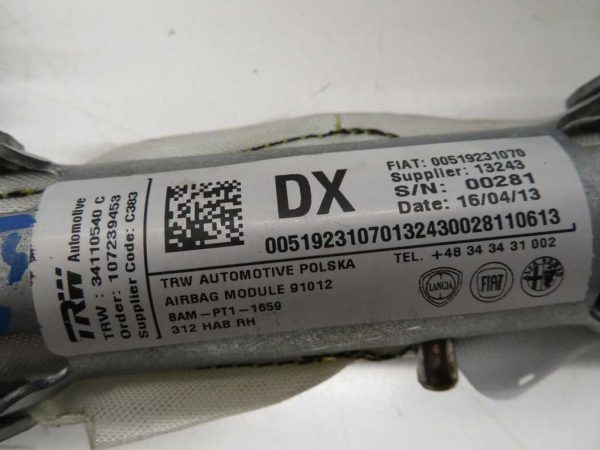 TRW Automotive
TRW : 34110540 C
Order: 107239453
Supplier Code: C383
DX
FIAT: 00519231070
Supplier: 13243
S/N: 00281
Date: 16/04/13
0051923107013243002811​0613
TRW AUTOMOTIVE POLSKA
TEL. +48 34 34 31 002
AIRBAG MODULE 91012
BAM-PT1-1659
312 HAB RH
LANCIA
FIAT